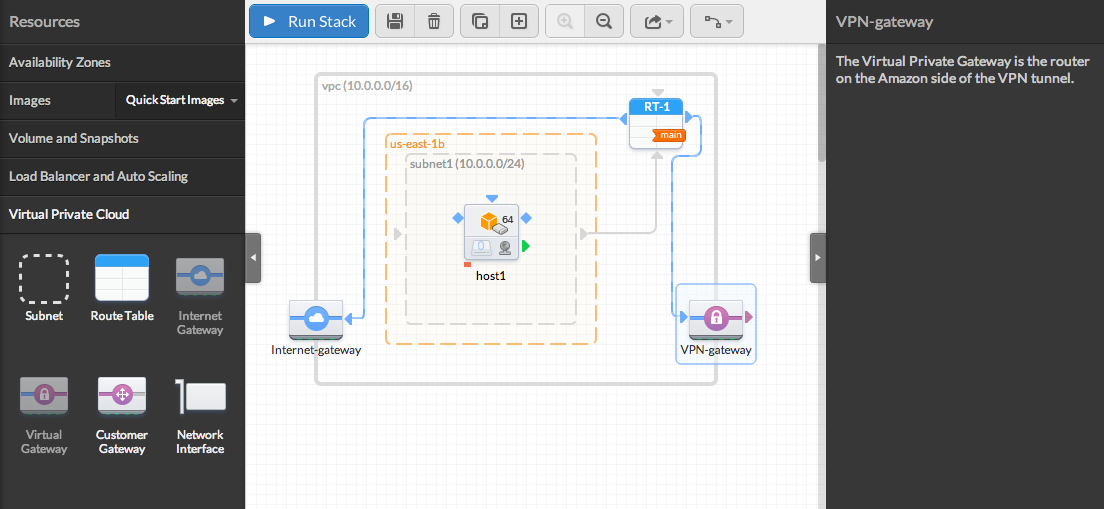 Resources
Run Stack
VPN-gateway
Availability Zones
Images
Quick Start Images
Volume and Snapshots
Load Balancer and Auto Scaling
Virtual Private Cloud
Subnet
Route Table
Internet
Gateway
Virtual
Gateway
Customer
Gateway
Network
Interface
vpc (10.0.0.0/16)
RT-1
main
us-east-1b
subnet1 (10.0.0.0/24)
64
0
host1
Internet-gateway
VPN-gateway
The Virtual Private Gateway is the router
on the Amazon side of the VPN tunnel.